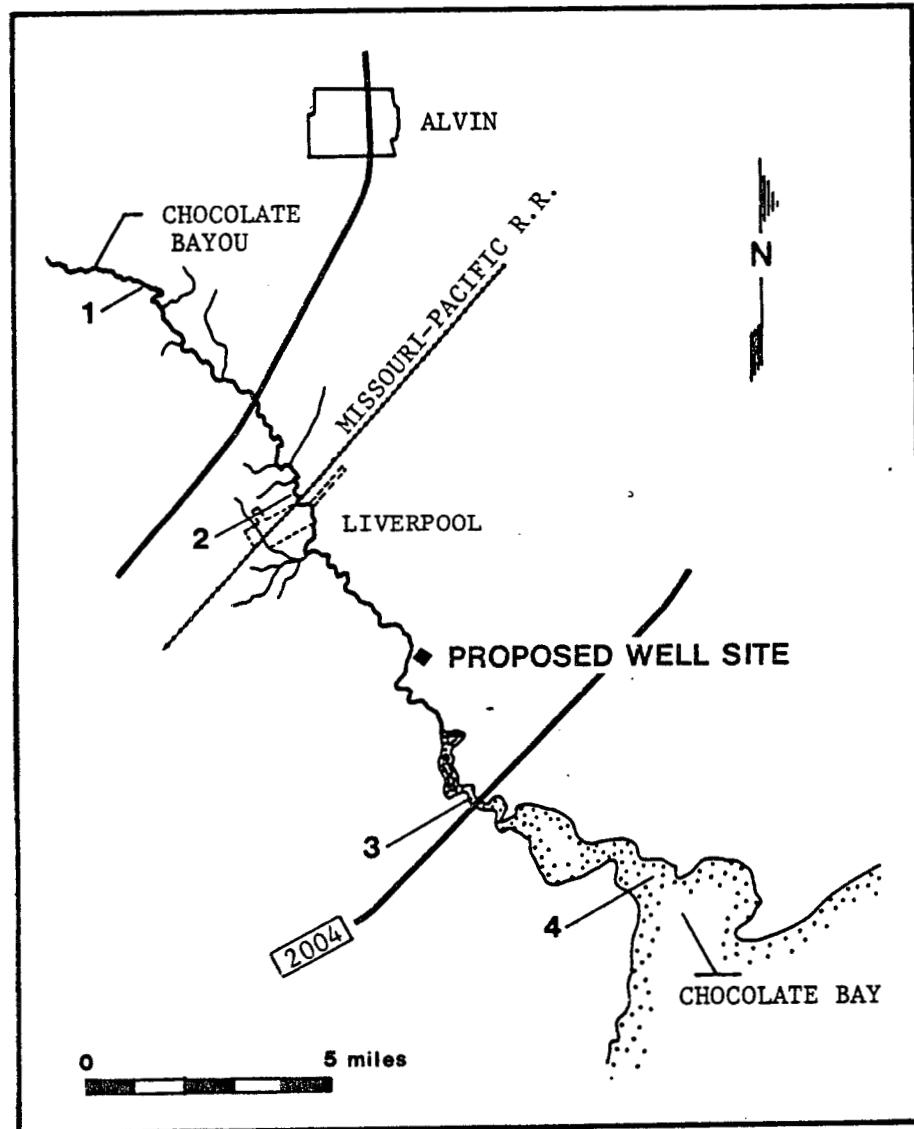 ALVIN
CHOCOLATE
BAYOU
1
MISSOURI-PACIFIC R.R.
N
2
LIVERPOOL
PROPOSED WELL SITE
3
4
2004
CHOCOLATE BAY
0 5 miles